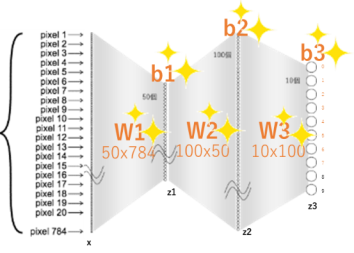 pixel 1
pixel 2
pixel 3
pixel 4
pixel 5
pixel 6
pixel 7
pixel 8
pixel 9
pixel 10
pixel 11
pixel 12
pixel 13
pixel 14
pixel 15
pixel 16
pixel 17
pixel 18
pixel 19
pixel 20
pixel 784
x
b1
50個
W1
50x784
z1
b2
100個
W2
100x50
z2
b3
10個
W3
10x100
z3